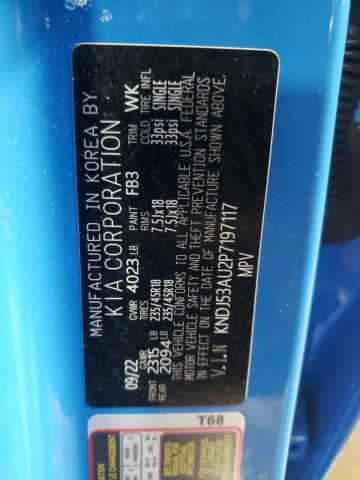 MANUFACTURED IN KOREA BY
KIA CORPORATION
09/22 GVWR 4023 LB PAINT FB3 TRIM WK
GAWR TIRES RIMS COLD TIRE INFL
FRONT 2315 LB 235/45R18 7.5Jx18 33psi SINGLE
REAR 2094 LB 235/45R18 7.5Jx18 33psi SINGLE
THIS VEHICLE CONFORMS TO ALL APPLICABLE U.S.A. FEDERAL
MOTOR VEHICLE SAFETY AND THEFT PREVENTION STANDARDS
IN EFFECT ON THE DATE OF MANUFACTURE SHOWN ABOVE.
V.I.N KNDJ53AU2P7197117
MPV
T68